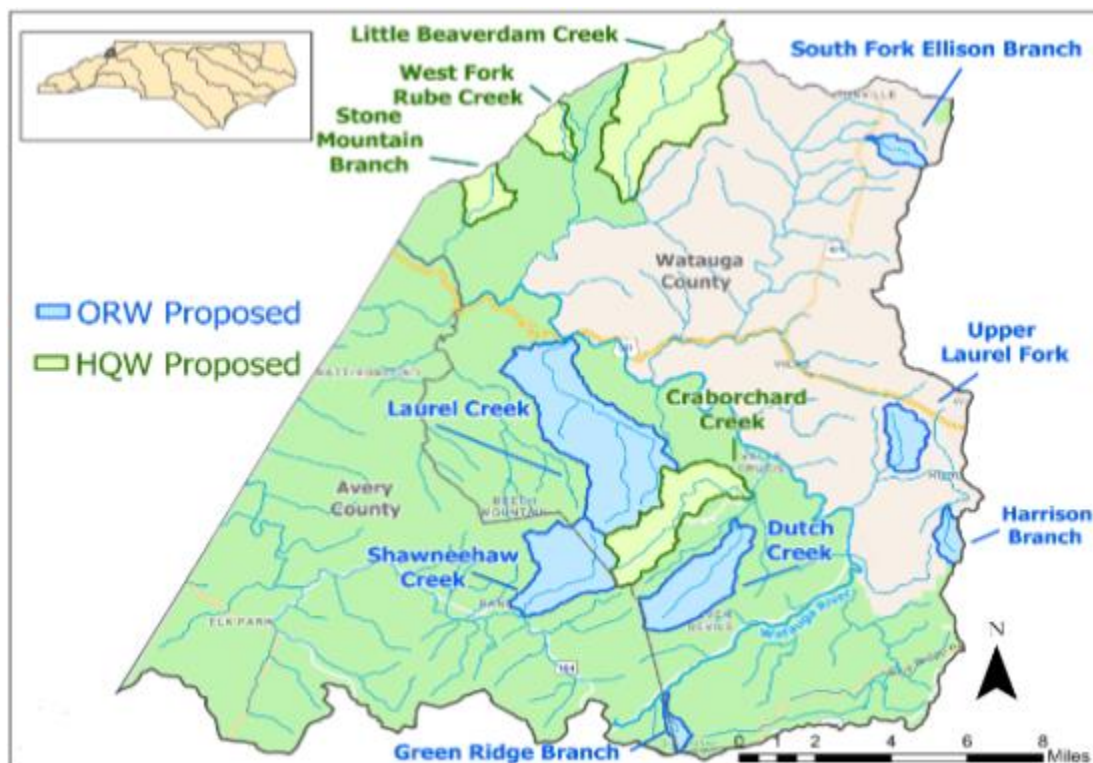 Little Beaverdam Creek
South Fork Ellison Branch
West Fork
Rube Creek
Stone
Mountain
Branch
Watauga
County
ORW Proposed
HQW Proposed
Upper
Laurel Fork
Craborchard
Creek
Laurel Creek
Avery
County
BEECH
MOUNTAIN
Dutch
Creek
Harrison
Branch
Shawneehaw
Creek
ELK PARK
Watauga River
N
Green Ridge Branch
0 1 2 4 6 8
Miles